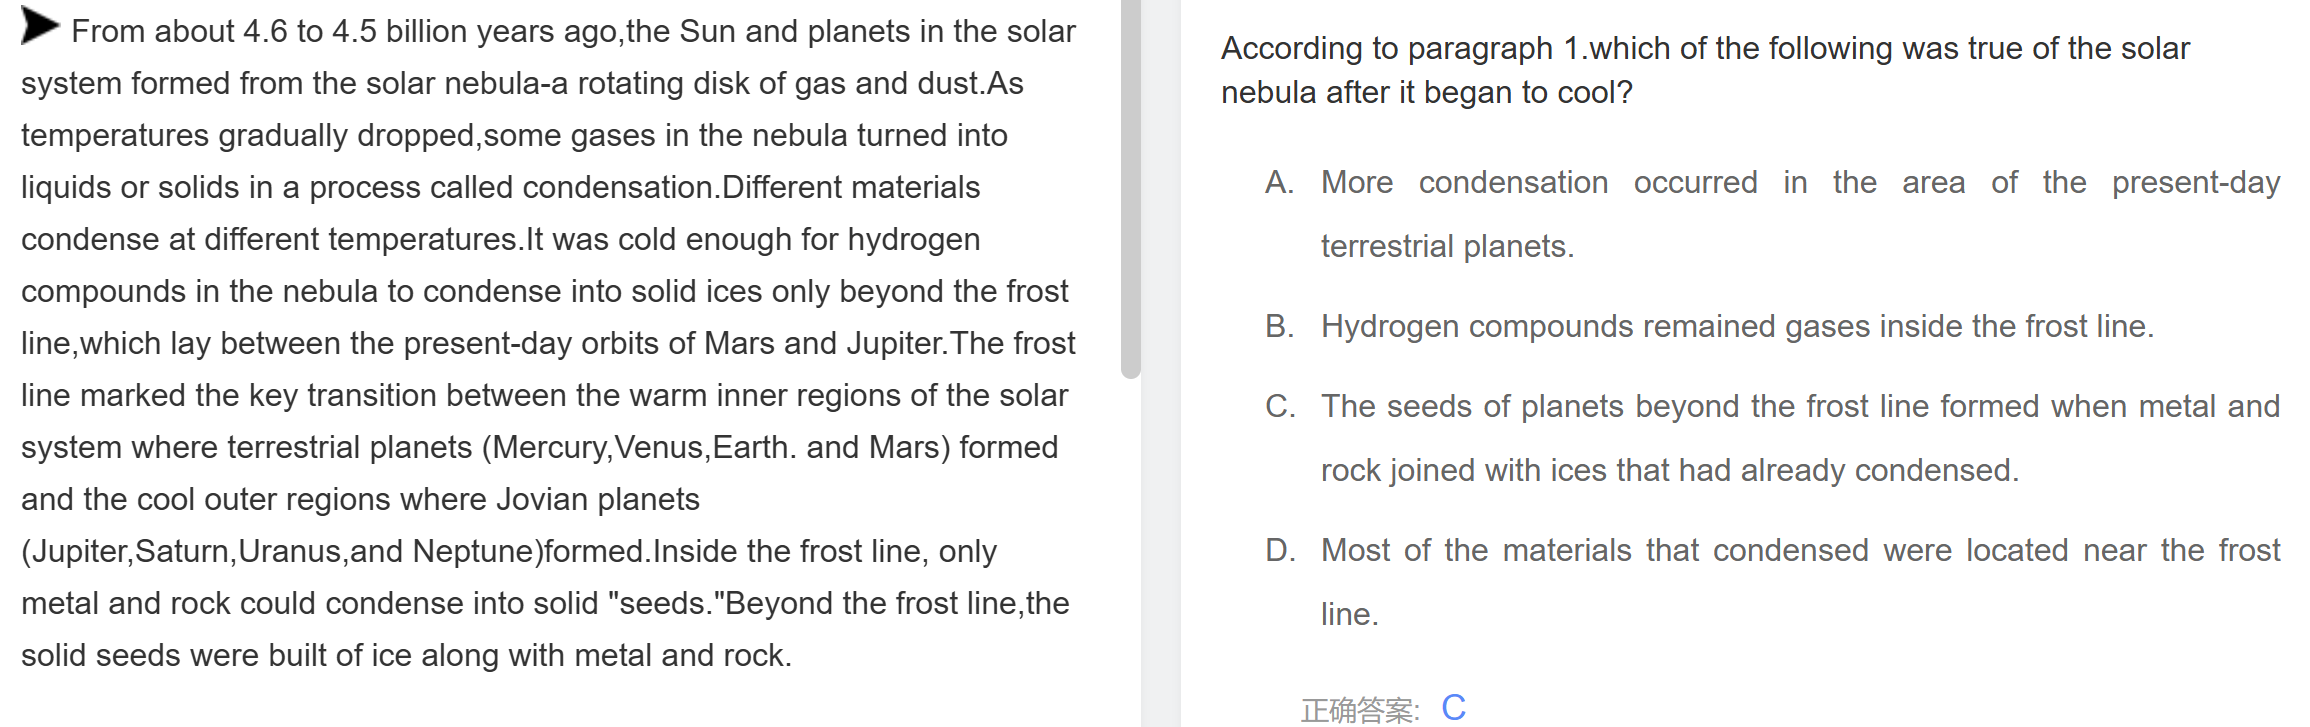 From about 4.6 to 4.5 billion years ago,the Sun and planets in the solar
system formed from the solar nebula-a rotating disk of gas and dust.As
temperatures gradually dropped,some gases in the nebula turned into
liquids or solids in a process called condensation.Different materials
condense at different temperatures.It was cold enough for hydrogen
compounds in the nebula to condense into solid ices only beyond the frost
line,which lay between the present-day orbits of Mars and Jupiter.The frost
line marked the key transition between the warm inner regions of the solar
system where terrestrial planets (Mercury,Venus,Earth. and Mars) formed
and the cool outer regions where Jovian planets
(Jupiter,Saturn,Uranus,and Neptune)formed.Inside the frost line, only
metal and rock could condense into solid "seeds."Beyond the frost line,the
solid seeds were built of ice along with metal and rock.
According to paragraph 1.which of the following was true of the solar
nebula after it began to cool?
A. More condensation occurred in the area of the present-day
terrestrial planets.
B. Hydrogen compounds remained gases inside the frost line.
C. The seeds of planets beyond the frost line formed when metal and
rock joined with ices that had already condensed.
D. Most of the materials that condensed were located near the frost
line.
正确答案: C